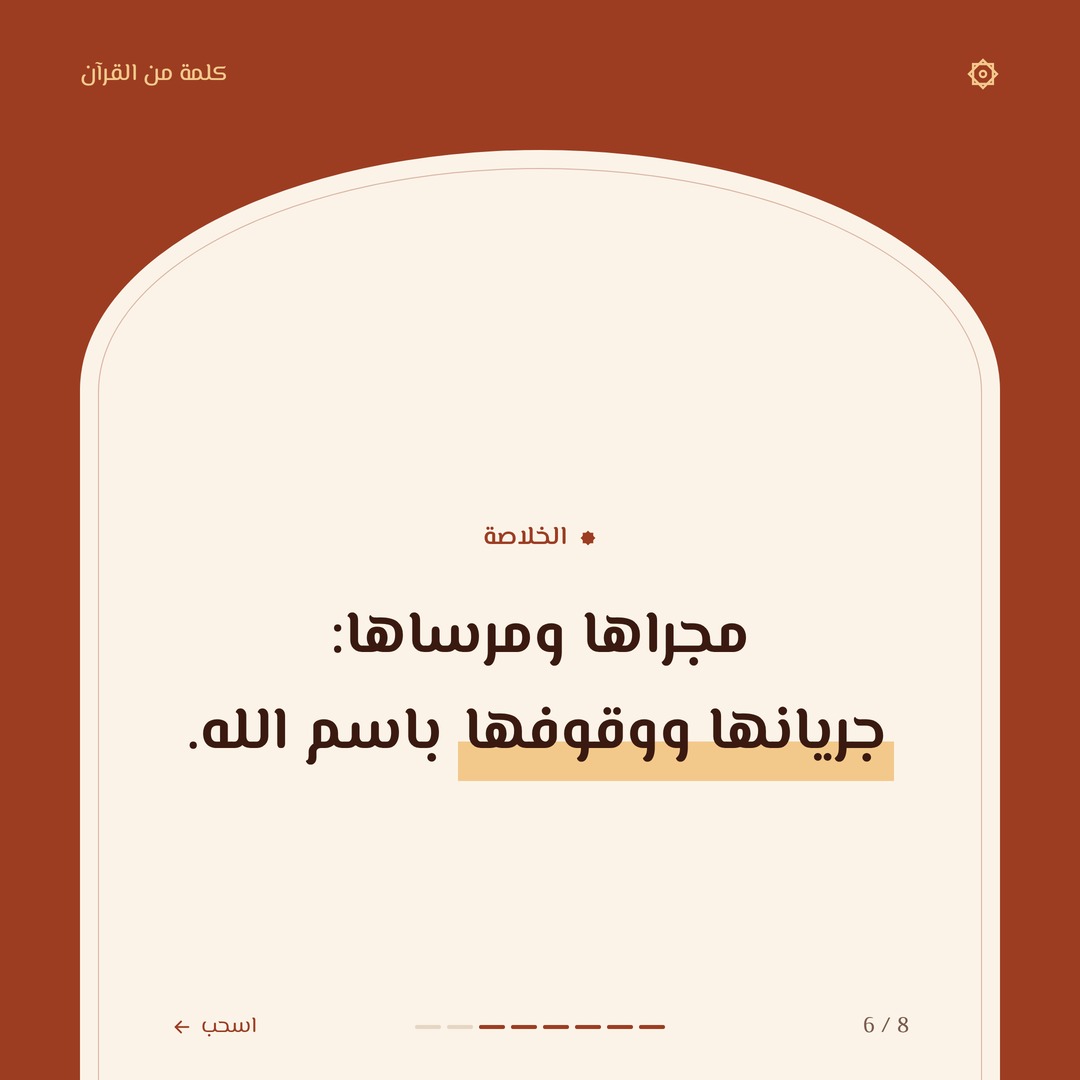 كلمة من القرآن
الخلاصة
مجراها ومرساها:
جريانها ووقوفها باسم الله.
6 / 8
اسحب ←